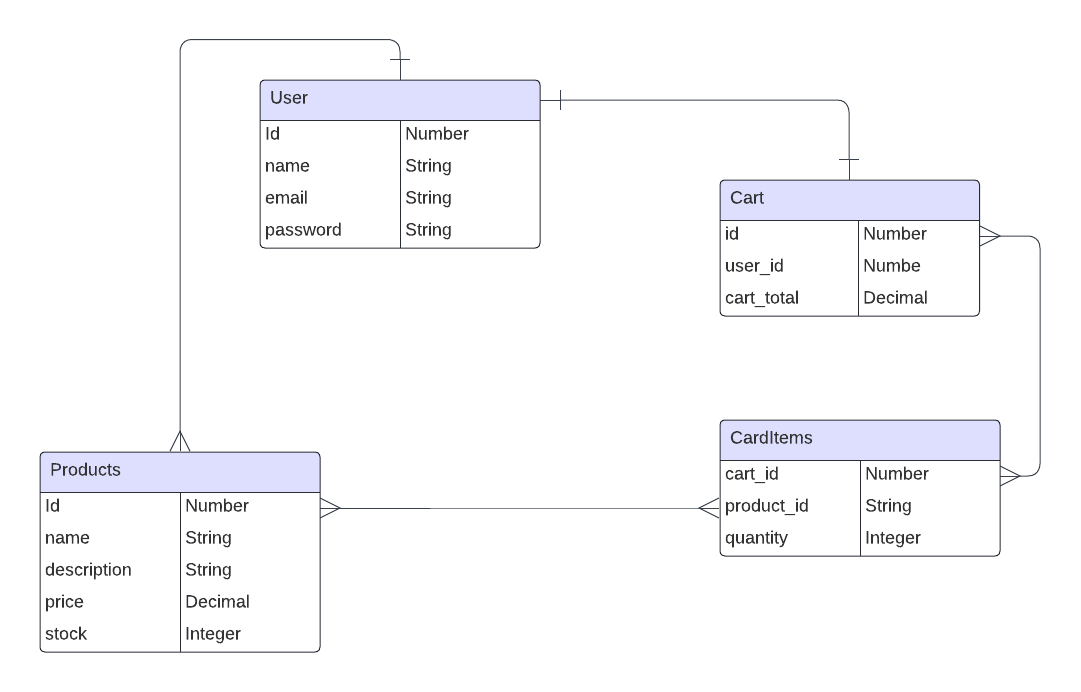 User
Id Number
name String
email String
password String
Cart
id Number
user_id Numbe
cart_total Decimal
CardItems
cart_id Number
product_id String
quantity Integer
Products
Id Number
name String
description String
price Decimal
stock Integer